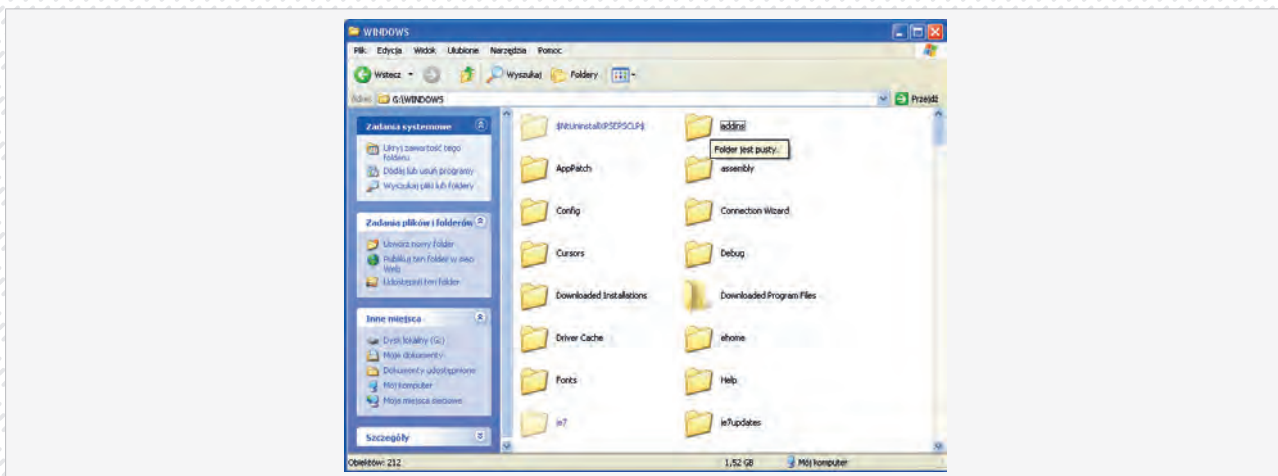 WINDOWS
Plik Edycja Widok Ulubione Narzędzia Pomoc
Wstecz Wyszukaj Foldery
Adres G:\WINDOWS Przejdź
Zadania systemowe
Ukryj zawartość tego
folderu
Dodaj lub usuń programy
Wyszukaj pliki lub foldery
Zadania plików i folderów
Utwórz nowy folder
Publikuj ten folder w sieci
Web
Udostępnij ten folder
Inne miejsca
Dysk lokalny (G:)
Moje dokumenty
Dokumenty udostępnione
Mój komputer
Moje miejsca sieciowe
Szczegóły
addins
Folder jest pusty.
AppPatch assembly
Config Connection Wizard
Cursors Debug
Downloaded Installations Downloaded Program Files
Driver Cache ehome
Fonts Help
ie7 ie7updates
Obiektów: 212 1,52 GB Mój komputer